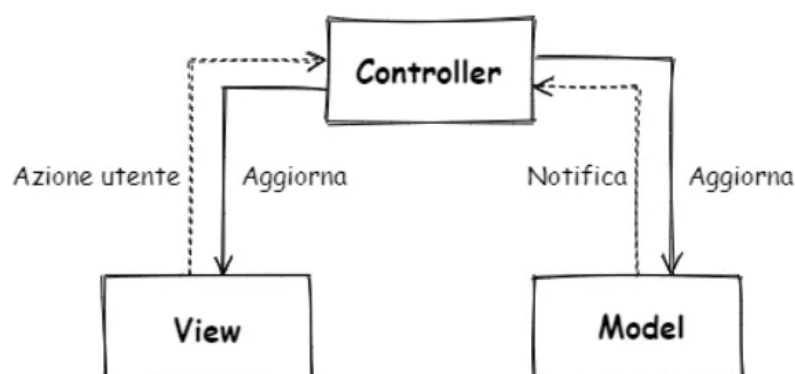 Controller
Azione utente
Aggiorna
Notifica
Aggiorna
View
Model